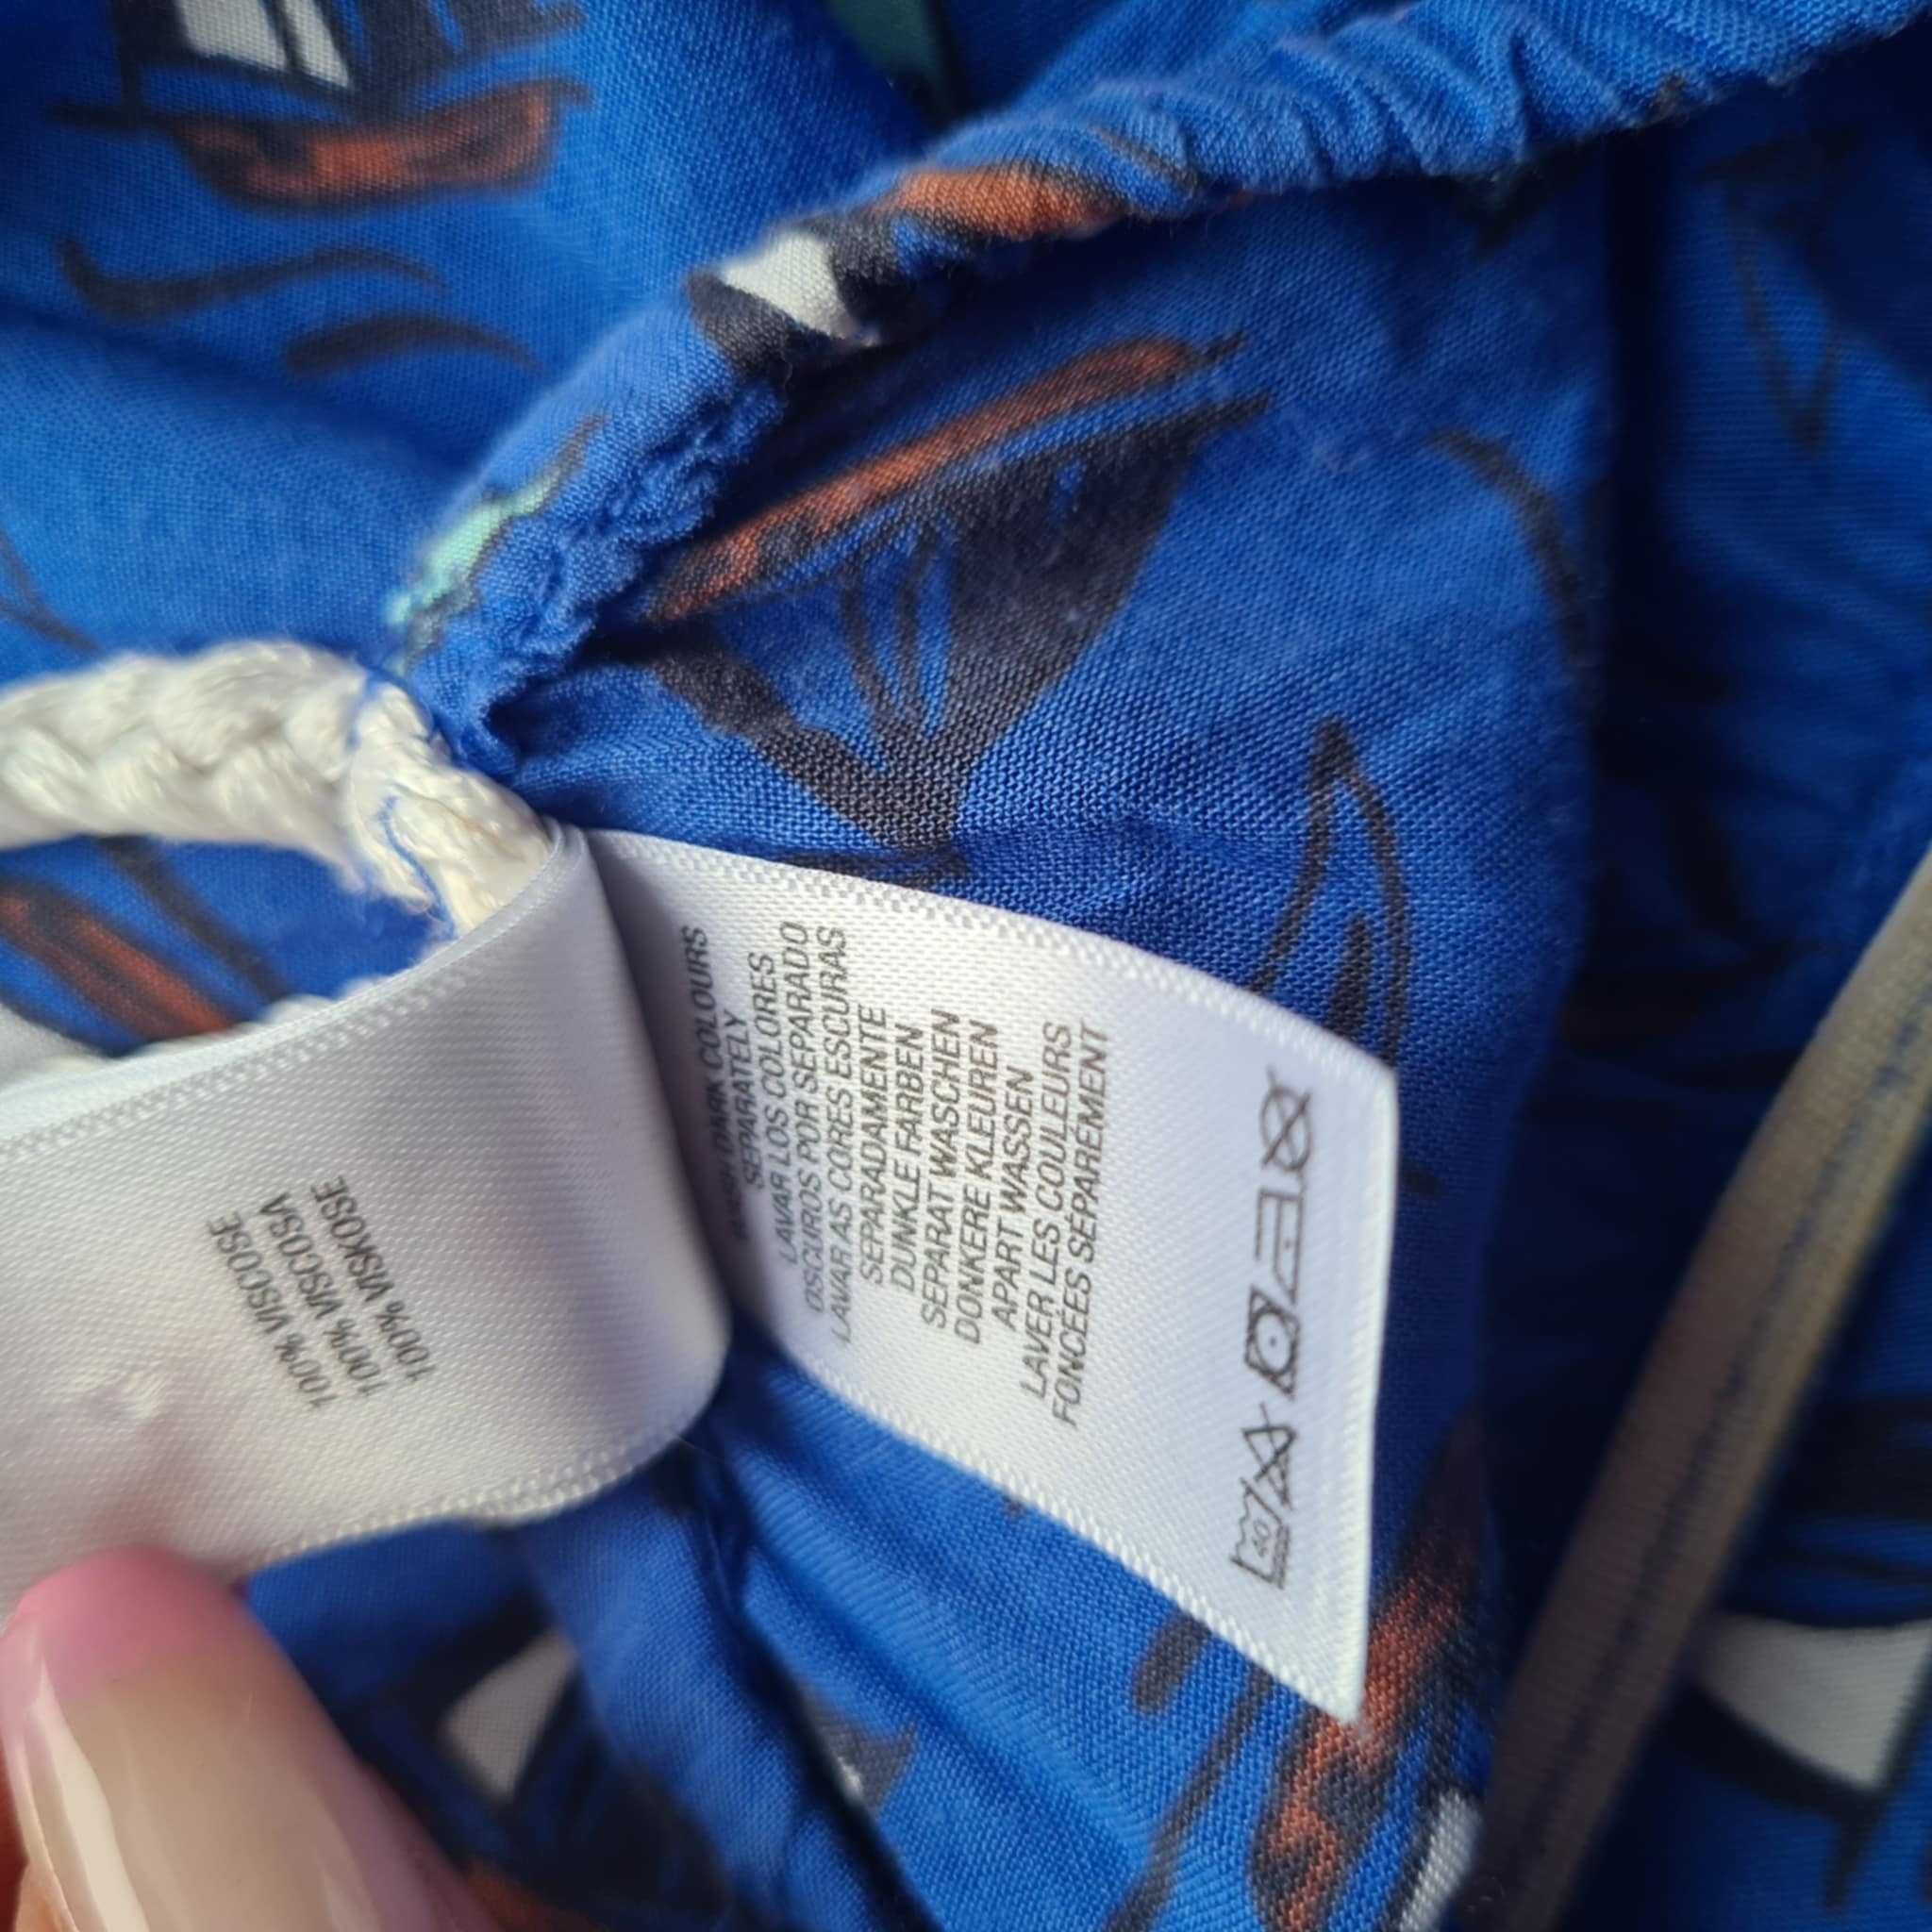 100% VISCOSE
100% VISCOSA
100% VISKOSE
WASH DARK COLOURS
SEPARATELY
LAVAR LOS COLORES
OSCUROS POR SEPARADO
LAVAR AS CORES ESCURAS
SEPARADAMENTE
DUNKLE FARBEN
SEPARAT WASCHEN
DONKERE KLEUREN
APART WASSEN
LAVER LES COULEURS
FONCÉES SÉPARÉMENT
40